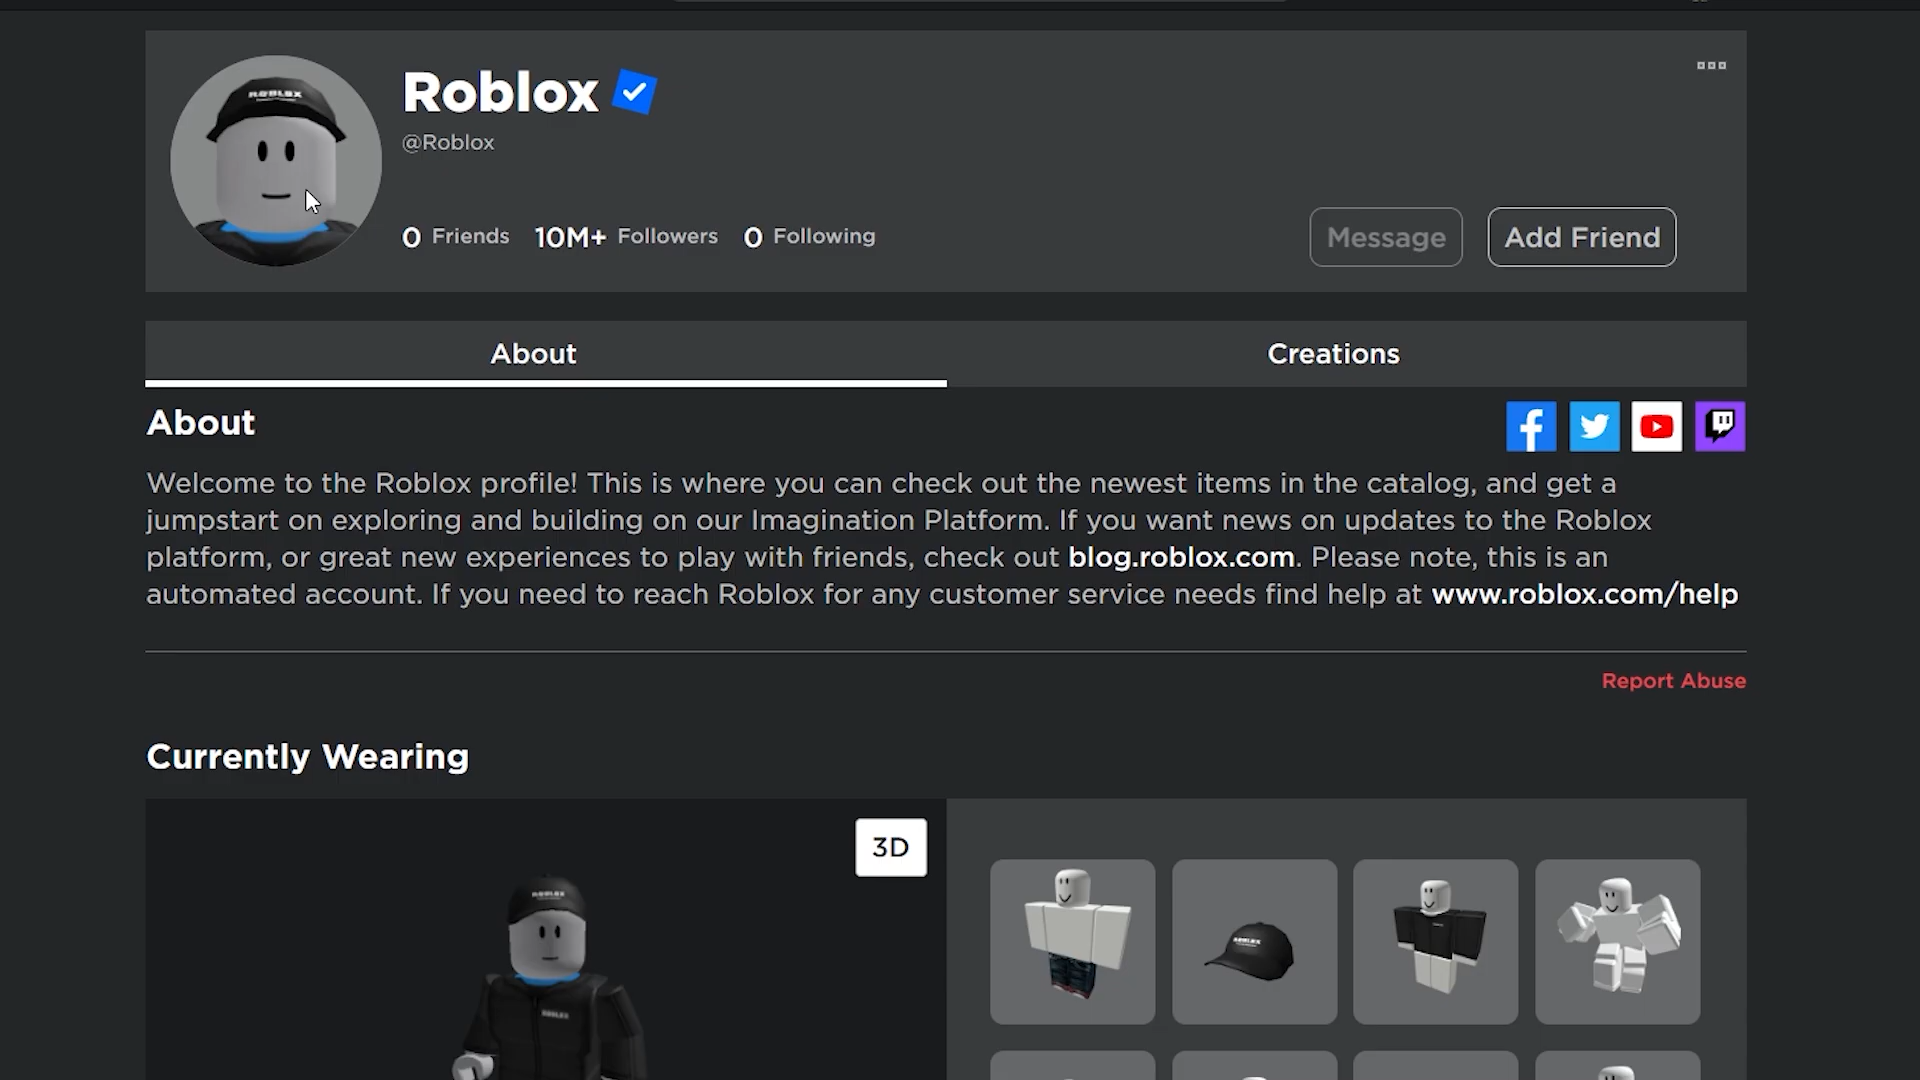 Roblox
@Roblox
0 Friends 10M+ Followers 0 Following
Message
Add Friend
About
Creations
About
Welcome to the Roblox profile! This is where you can check out the newest items in the catalog, and get a
jumpstart on exploring and building on our Imagination Platform. If you want news on updates to the Roblox
platform, or great new experiences to play with friends, check out blog.roblox.com. Please note, this is an
automated account. If you need to reach Roblox for any customer service needs find help at www.roblox.com/help
Report Abuse
Currently Wearing
3D
ROBLOX
ROBLOX
ROBLOX
ROBLOX